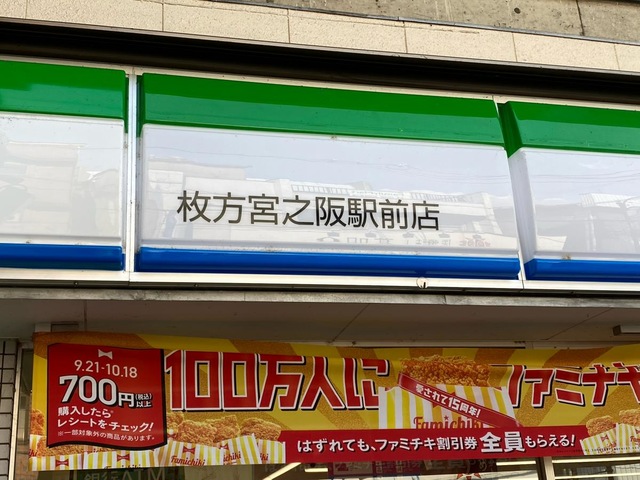 枚方宮之阪駅前店
9.21-10.18
700円(税込)以上
購入したら
レシートをチェック!
※一部対象外の商品があります。
100万人に
ファミチキ
愛されて15周年!
Famichiki
Famichiki
はずれても、ファミチキ割引券全員もらえる!